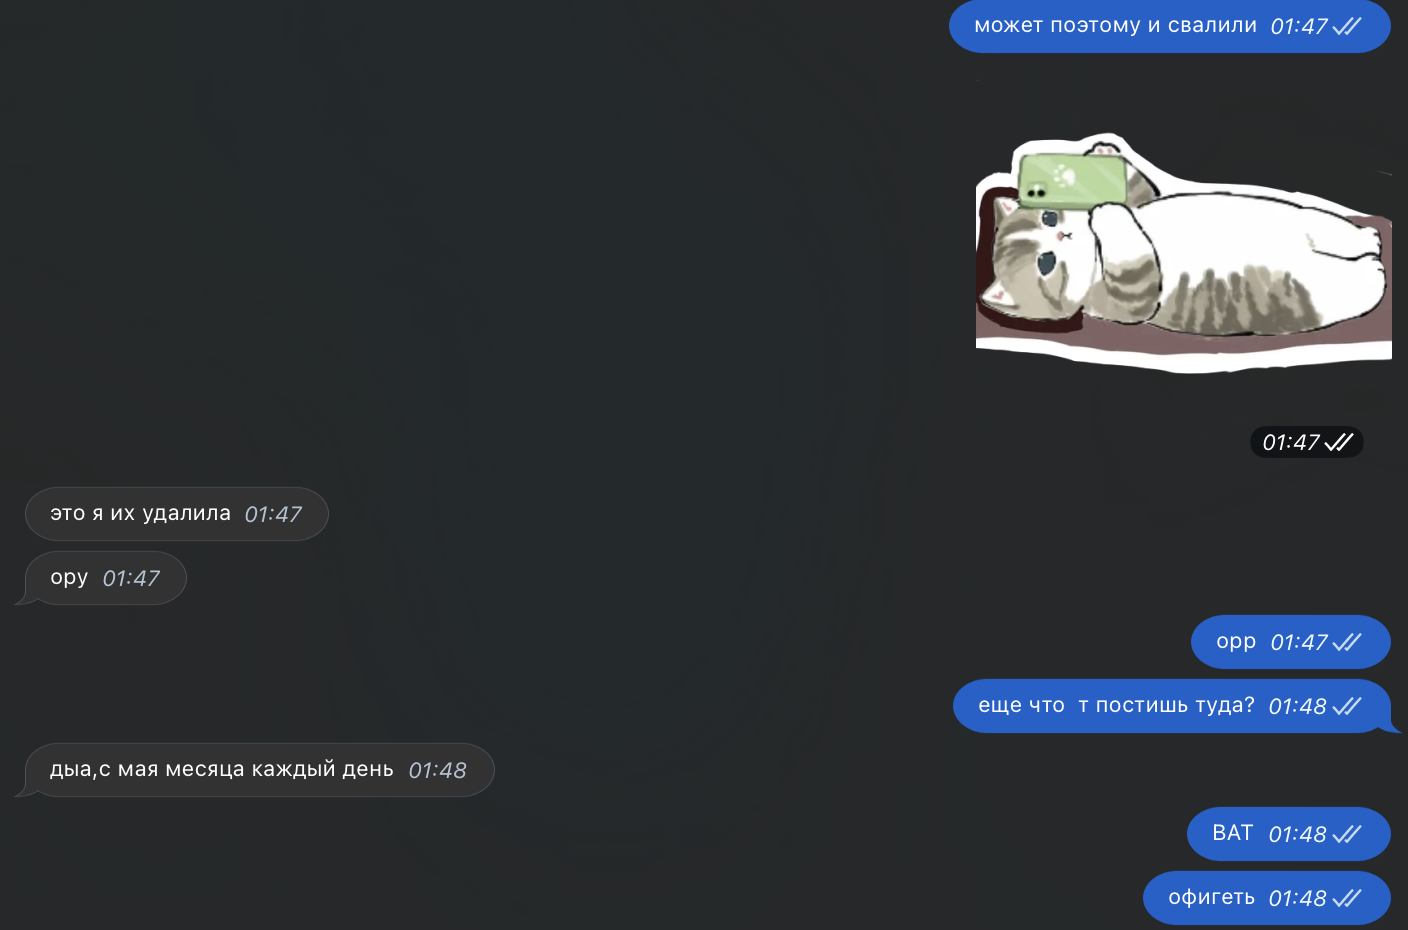 может поэтому и свалили 01:47
01:47
это я их удалила 01:47
ору 01:47
орр 01:47
еще что  т постишь туда? 01:48
дыа,с мая месяца каждый день 01:48
ВАТ 01:48
офигеть 01:48